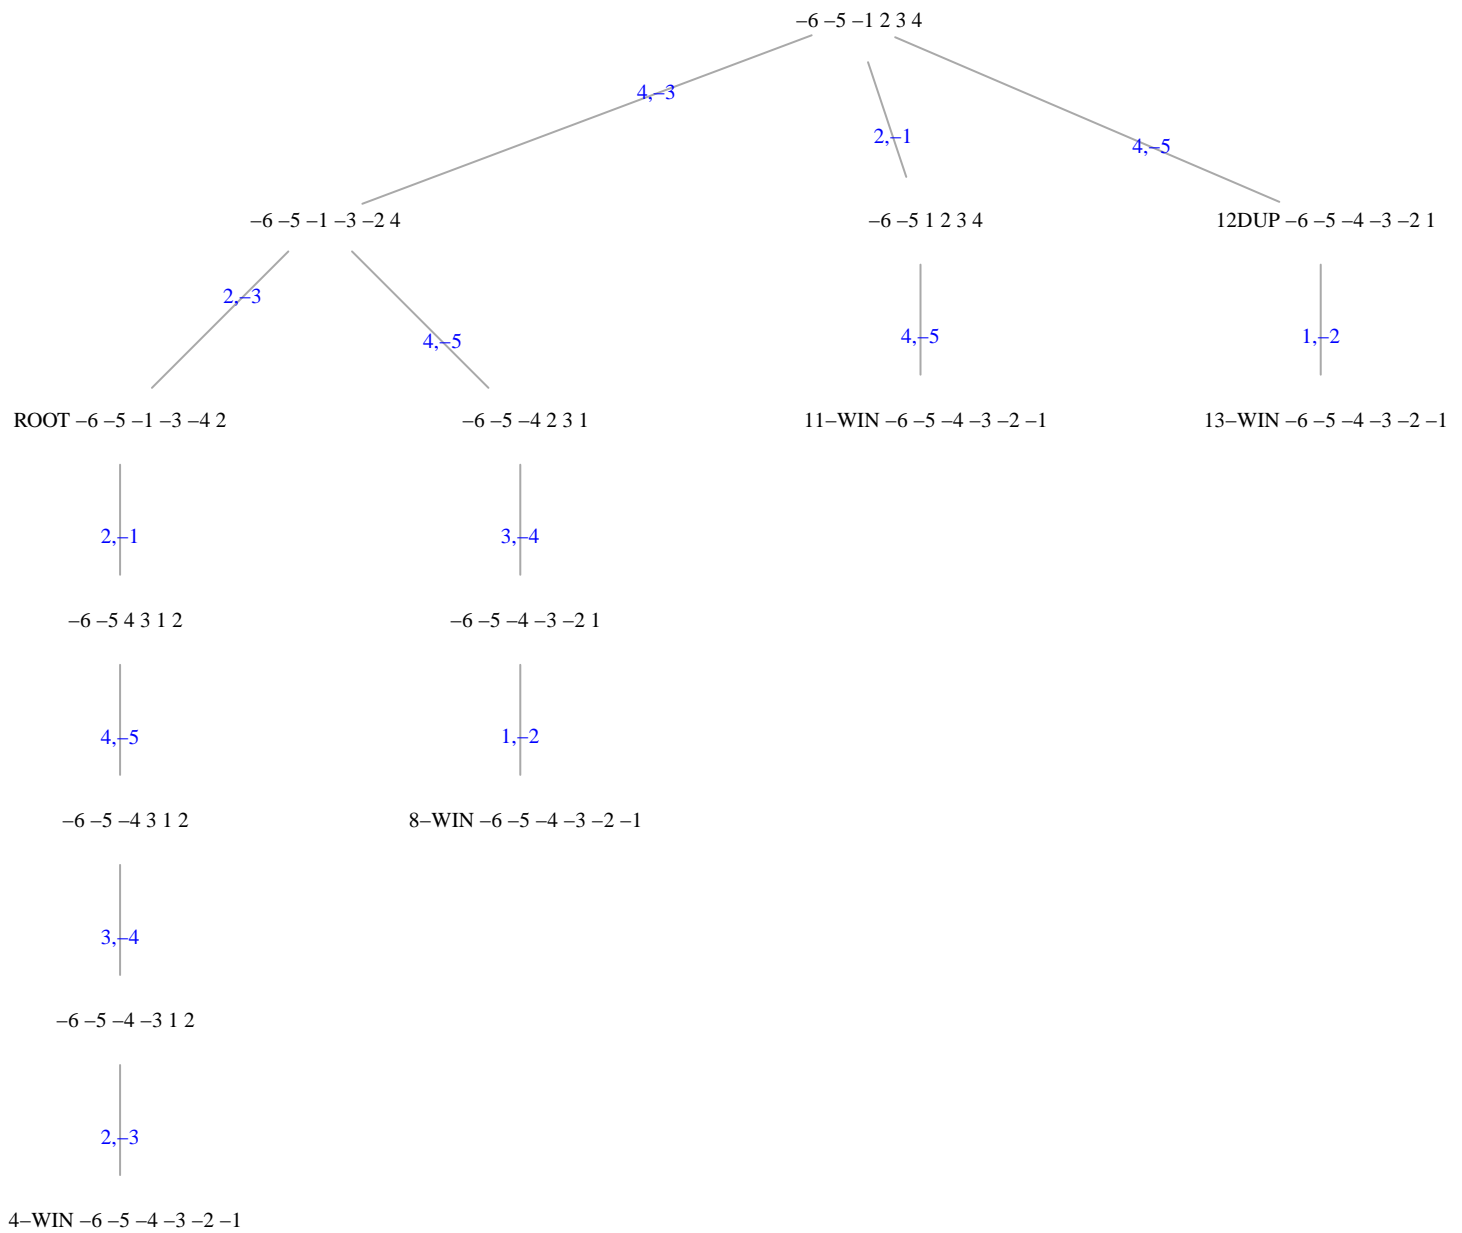 −6 −5 −1 2 3 4
4,−3
2,−1
4,−5
−6 −5 −1 −3 −2 4
−6 −5 1 2 3 4
12DUP −6 −5 −4 −3 −2 1
2,−3
4,−5
4,−5
1,−2
ROOT −6 −5 −1 −3 −4 2
−6 −5 −4 2 3 1
11−WIN −6 −5 −4 −3 −2 −1
13−WIN −6 −5 −4 −3 −2 −1
2,−1
3,−4
−6 −5 4 3 1 2
−6 −5 −4 −3 −2 1
4,−5
1,−2
−6 −5 −4 3 1 2
8−WIN −6 −5 −4 −3 −2 −1
3,−4
−6 −5 −4 −3 1 2
2,−3
4−WIN −6 −5 −4 −3 −2 −1